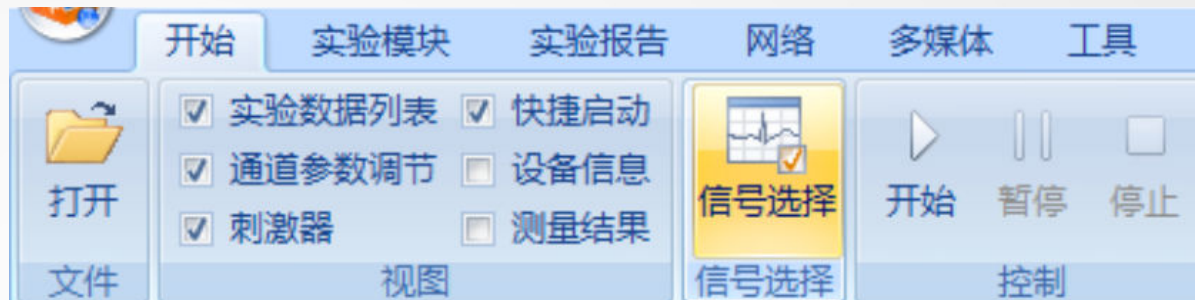 开始 实验模块 实验报告 网络 多媒体 工具
实验数据列表 快捷启动
通道参数调节 设备信息
刺激器 测量结果
打开 信号选择 开始 暂停 停止
文件 视图 信号选择 控制